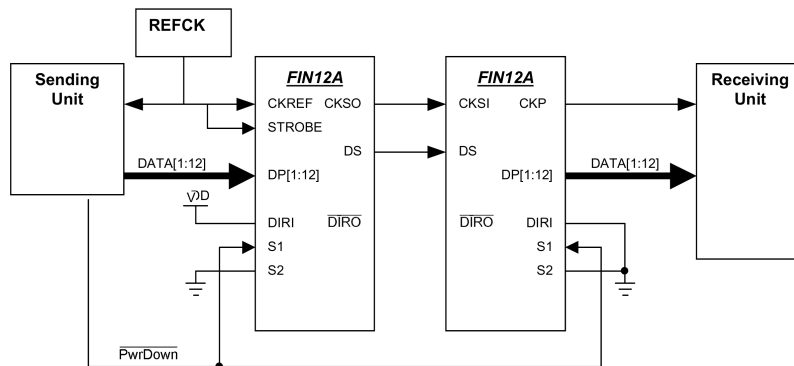 REFCK
Sending
Unit
FIN12A
FIN12A
Receiving
Unit
CKREF CKSO
CKSI CKP
STROBE
DS
DS
DATA[1:12]
DP[1:12]
DP[1:12]
DATA[1:12]
VDD
DIRI DIRO
DIRO DIRI
S1
S1
S2
S2
PwrDown